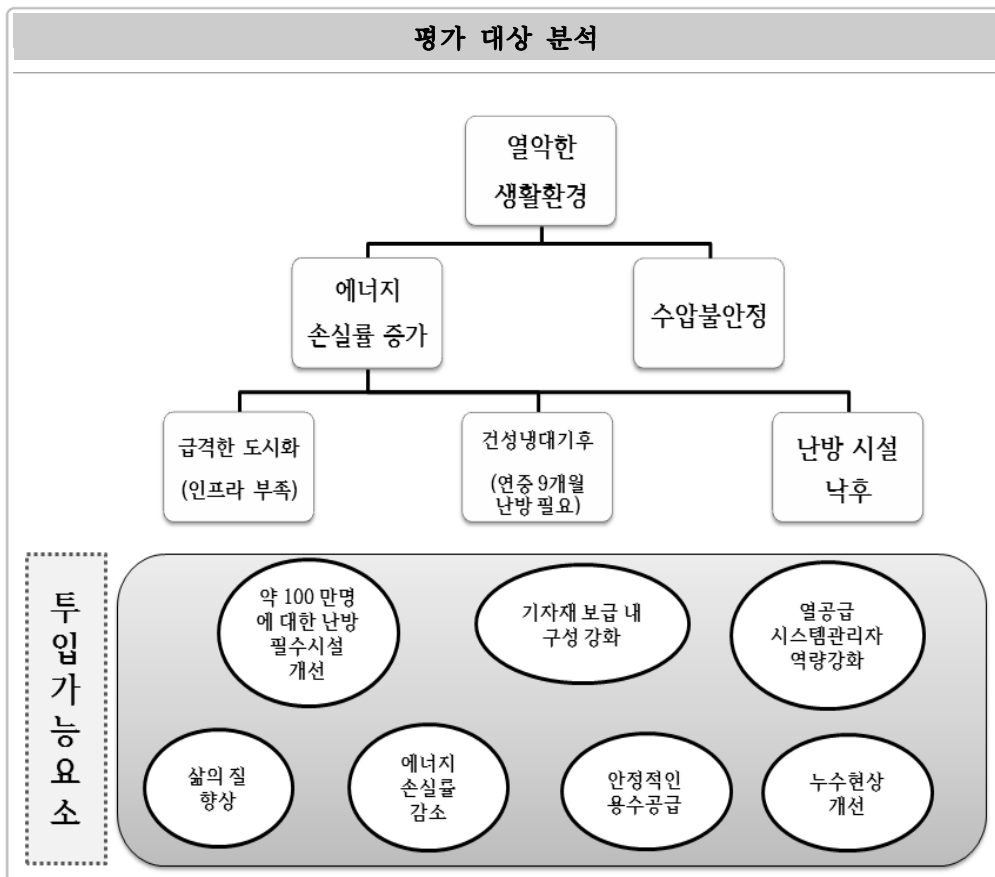 평가 대상 분석
열악한
생활환경
에너지
손실률 증가
수압불안정
급격한 도시화
(인프라 부족)
건성냉대기후
(연중 9개월
난방 필요)
난방 시설
낙후
투
입
가
능
요
소
약 100 만명
에 대한 난방
필수시설
개선
기자재 보급 내
구성 강화
열공급
시스템관리자
역량강화
삶의 질
향상
에너지
손실률
감소
안정적인
용수공급
누수현상
개선